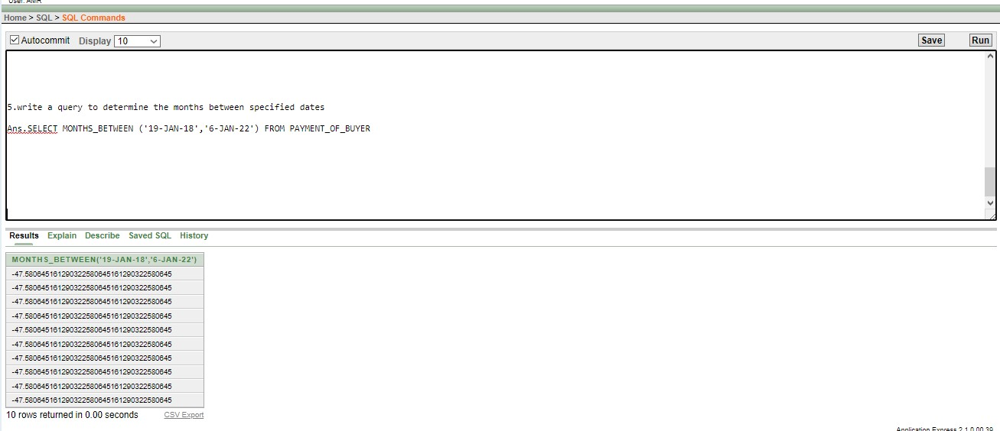 User: AMR
Home > SQL > SQL Commands
Autocommit Display 10 Save Run
5.write a query to determine the months between specified dates
Ans.SELECT MONTHS_BETWEEN ('19-JAN-18','6-JAN-22') FROM PAYMENT_OF_BUYER
Results Explain Describe Saved SQL History
MONTHS_BETWEEN('19-JAN-18','6-JAN-22')
-47.580645161290322580645161290322580645
-47.580645161290322580645161290322580645
-47.580645161290322580645161290322580645
-47.580645161290322580645161290322580645
-47.580645161290322580645161290322580645
-47.580645161290322580645161290322580645
-47.580645161290322580645161290322580645
-47.580645161290322580645161290322580645
-47.580645161290322580645161290322580645
-47.580645161290322580645161290322580645
10 rows returned in 0.00 seconds CSV Export
Application Express 2.1.0.00.39